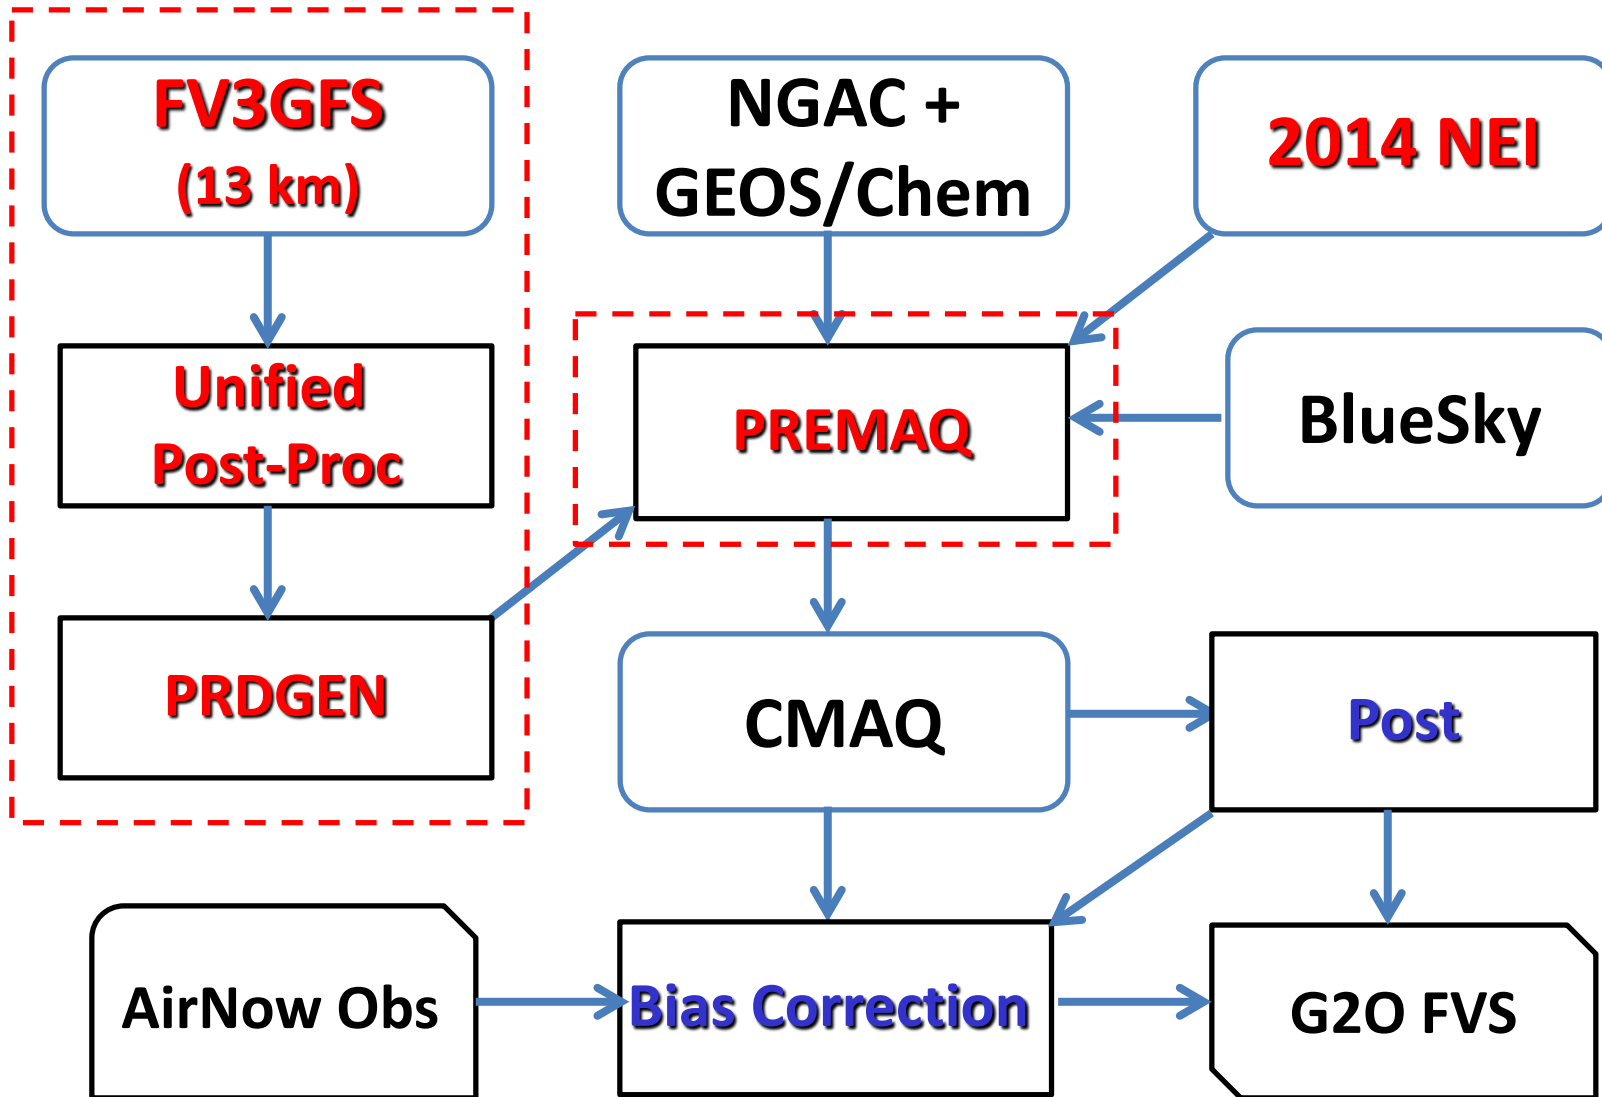 FV3GFS
(13 km)
NGAC +
GEOS/Chem
2014 NEI
Unified
Post-Proc
PREMAQ
BlueSky
PRDGEN
CMAQ
Post
AirNow Obs
Bias Correction
G2O FVS